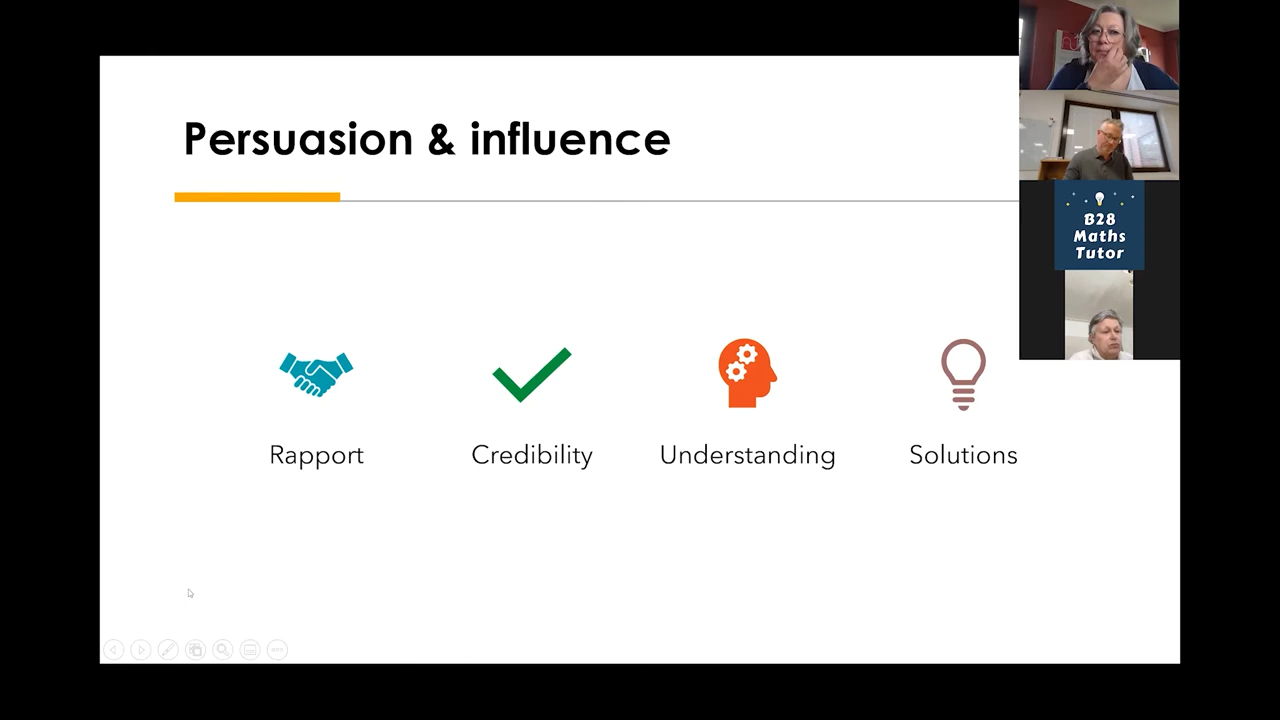 Persuasion & influence
B28
Maths
Tutor
Rapport
Credibility
Understanding
Solutions